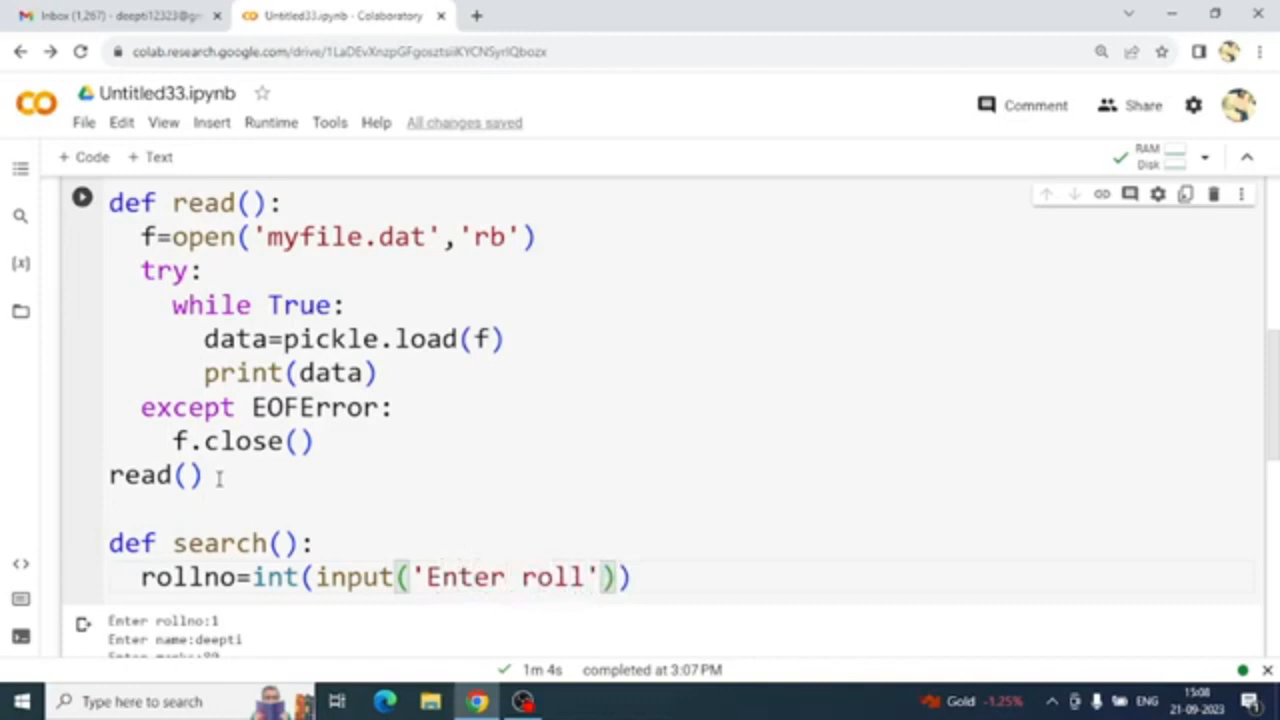 Inbox (1,267) - deepti12323@gm
Untitled33.ipynb - Colaboratory
colab.research.google.com/drive/
CO Untitled33.ipynb
Comment Share
File Edit View Insert Runtime Tools Help All changes saved
+ Code + Text
RAM
Disk
def read():
f=open('myfile.dat','rb')
try:
while True:
data=pickle.load(f)
print(data)
except EOFError:
f.close()
read()
def search():
rollno=int(input('Enter roll'))
Enter rollno:1
Enter name:deepti
1m 4s completed at 3:07 PM
Type here to search
Gold -1.25%
ENG
15:08
21-09-2023